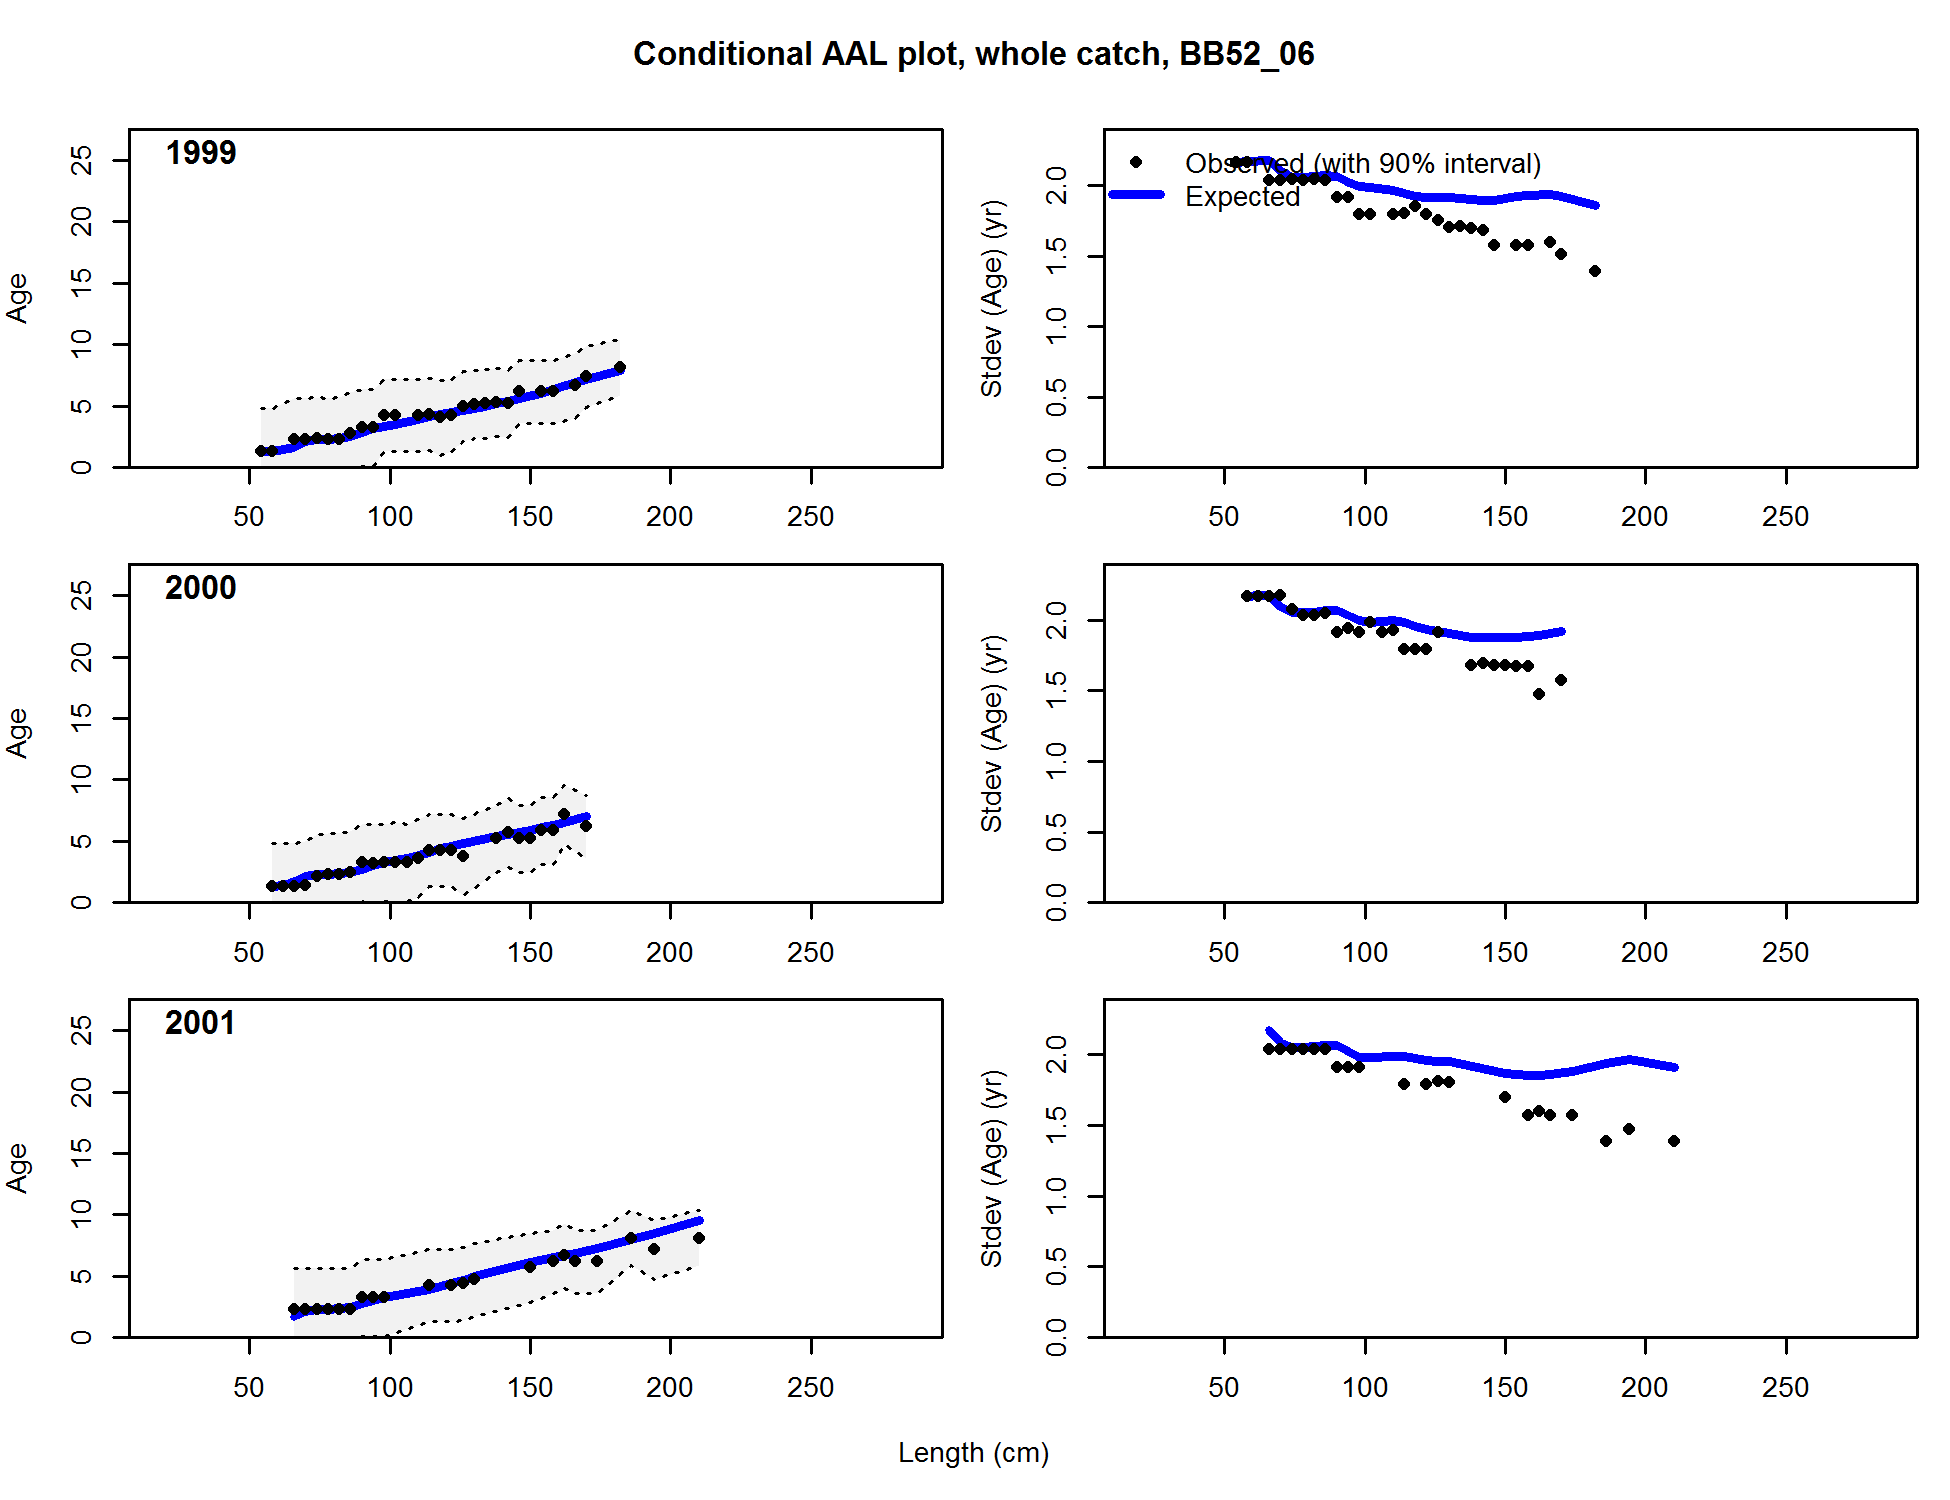 Conditional AAL plot, whole catch, BB52_06
1999
Age
0 5 10 15 20 25
50 100 150 200 250
Observed (with 90% interval)
Expected
Stdev (Age) (yr)
0.0 0.5 1.0 1.5 2.0
50 100 150 200 250
2000
Age
0 5 10 15 20 25
50 100 150 200 250
Stdev (Age) (yr)
0.0 0.5 1.0 1.5 2.0
50 100 150 200 250
2001
Age
0 5 10 15 20 25
50 100 150 200 250
Stdev (Age) (yr)
0.0 0.5 1.0 1.5 2.0
50 100 150 200 250
Length (cm)